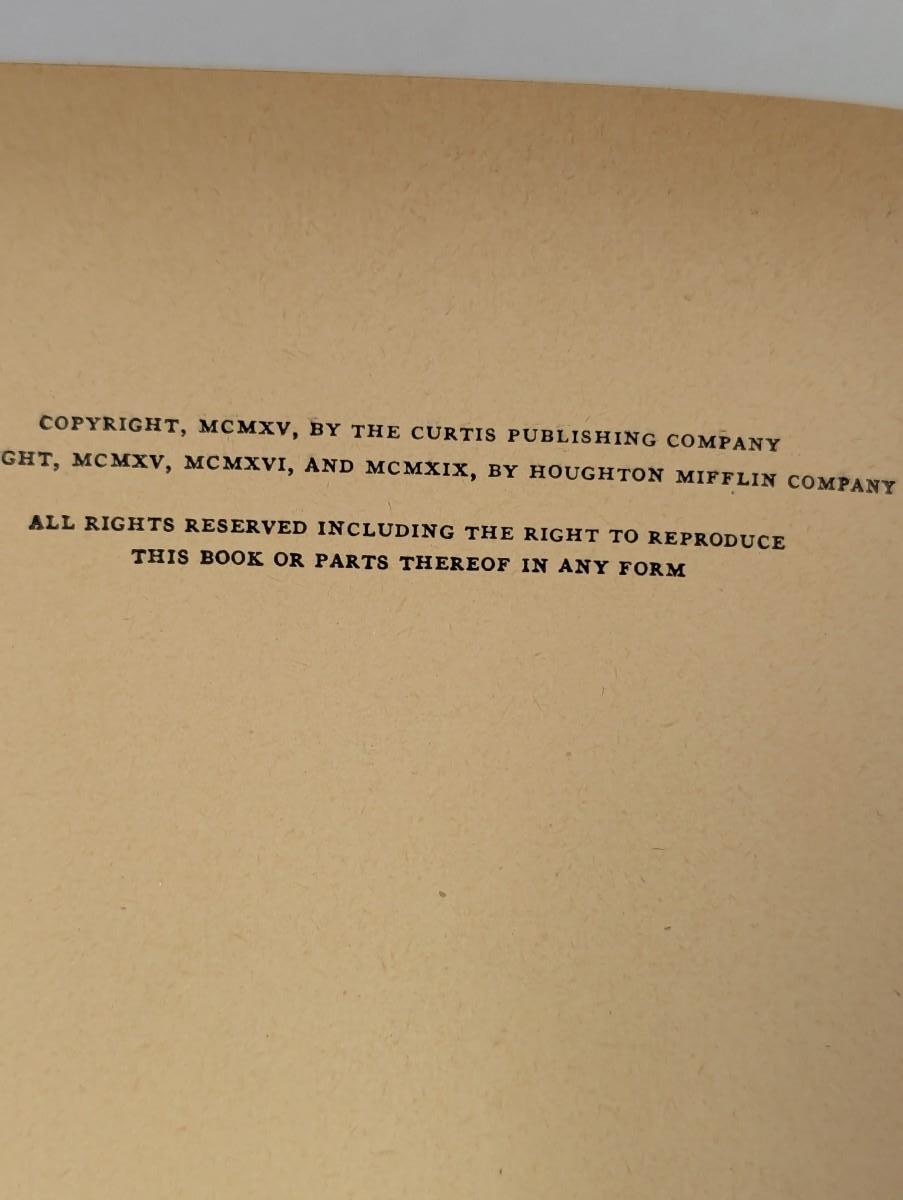 COPYRIGHT, MCMXV, BY THE CURTIS PUBLISHING COMPANY
GHT, MCMXV, MCMXVI, AND MCMXIX, BY HOUGHTON MIFFLIN COMPANY
ALL RIGHTS RESERVED INCLUDING THE RIGHT TO REPRODUCE
THIS BOOK OR PARTS THEREOF IN ANY FORM